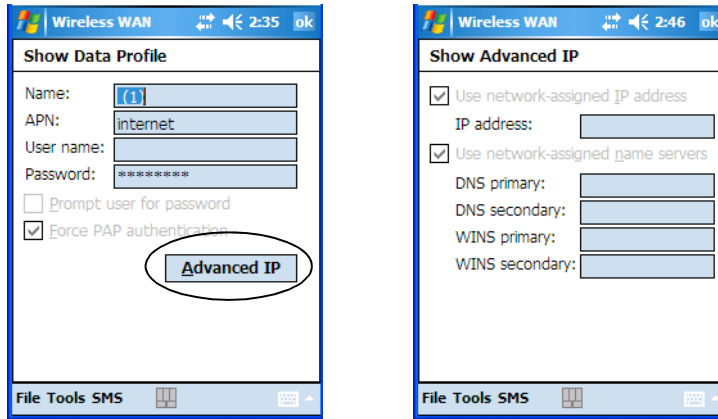 Wireless WAN 2:35 ok
Show Data Profile
Name: (1)
APN: internet
User name:
Password: ********
Prompt user for password
Force PAP authentication
Advanced IP
File Tools SMS
Wireless WAN 2:46 ok
Show Advanced IP
Use network-assigned IP address
IP address:
Use network-assigned name servers
DNS primary:
DNS secondary:
WINS primary:
WINS secondary:
File Tools SMS